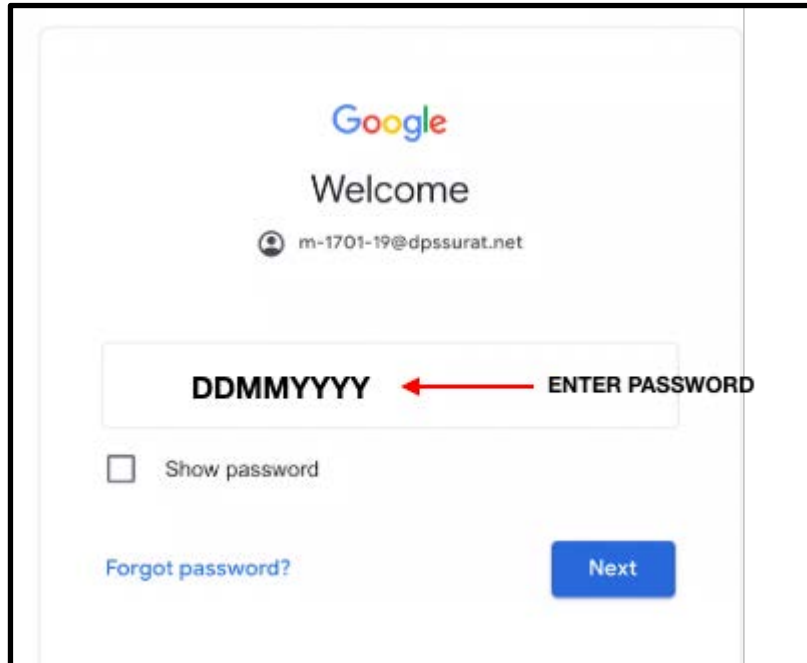 Google
Welcome
m-1701-19@dpssurat.net
DDMMYYYY ENTER PASSWORD
Show password
Forgot password? Next